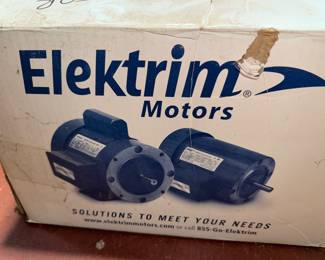 Elektrim®
Motors
SOLUTIONS TO MEET YOUR NEEDS
www.elektrimmotors.com or call 855-Go-Elektrim